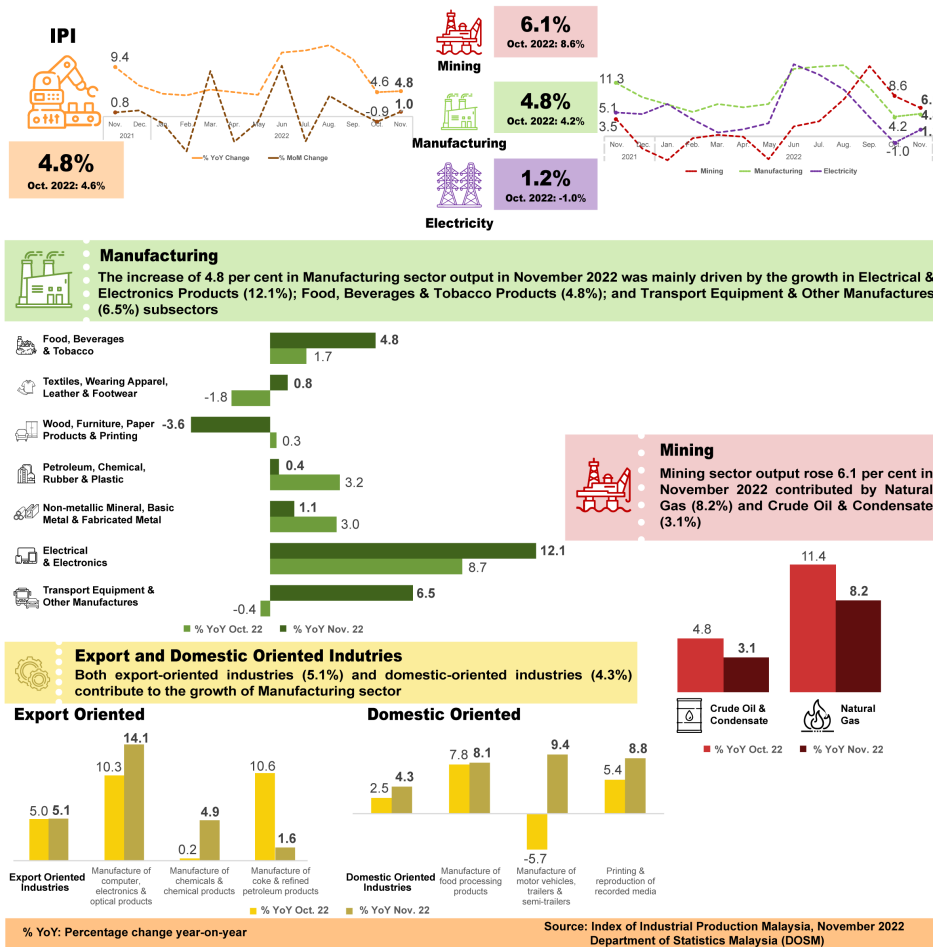 IPI
4.8%
Oct. 2022: 4.6%
9.4
0.8
4.6
4.8
-0.9
1.0
Nov. Dec. Jan. Feb. Mar. Apr. May Jun. Jul. Aug. Sep. Oct. Nov.
2021 2022
% YoY Change % MoM Change
6.1%
Oct. 2022: 8.6%
Mining
4.8%
Oct. 2022: 4.2%
Manufacturing
1.2%
Oct. 2022: -1.0%
Electricity
11.3
5.1
3.5
8.6
6.
4.2
4.
-1.0
1.
Nov. Dec. Jan. Feb. Mar. Apr. May Jun. Jul. Aug. Sep. Oct. Nov.
2021 2022
Mining Manufacturing Electricity
Manufacturing
The increase of 4.8 per cent in Manufacturing sector output in November 2022 was mainly driven by the growth in Electrical &
Electronics Products (12.1%); Food, Beverages & Tobacco Products (4.8%); and Transport Equipment & Other Manufactures
(6.5%) subsectors
Food, Beverages
& Tobacco
4.8
1.7
Textiles, Wearing Apparel,
Leather & Footwear
0.8
-1.8
Wood, Furniture, Paper
Products & Printing
-3.6
0.3
Petroleum, Chemical,
Rubber & Plastic
0.4
3.2
Non-metallic Mineral, Basic
Metal & Fabricated Metal
1.1
3.0
Electrical
& Electronics
12.1
8.7
Transport Equipment &
Other Manufactures
6.5
-0.4
% YoY Oct. 22 % YoY Nov. 22
Mining
Mining sector output rose 6.1 per cent in
November 2022 contributed by Natural
Gas (8.2%) and Crude Oil & Condensate
(3.1%)
4.8
3.1
11.4
8.2
Crude Oil &
Condensate
Natural
Gas
% YoY Oct. 22 % YoY Nov. 22
Export and Domestic Oriented Indutries
Both export-oriented industries (5.1%) and domestic-oriented industries (4.3%)
contribute to the growth of Manufacturing sector
Export Oriented
5.0 5.1
10.3 14.1
0.2 4.9
10.6 1.6
Export Oriented
Industries
Manufacture of
computer,
electronics &
optical products
Manufacture of
chemicals &
chemical products
Manufacture of
coke & refined
petroleum products
Domestic Oriented
2.5 4.3
7.8 8.1
-5.7 9.4
5.4 8.8
Domestic Oriented
Industries
Manufacture of
food processing
products
Manufacture of
motor vehicles,
trailers &
semi-trailers
Printing &
reproduction of
recorded media
% YoY Oct. 22 % YoY Nov. 22
% YoY: Percentage change year-on-year
Source: Index of Industrial Production Malaysia, November 2022
Department of Statistics Malaysia (DOSM)